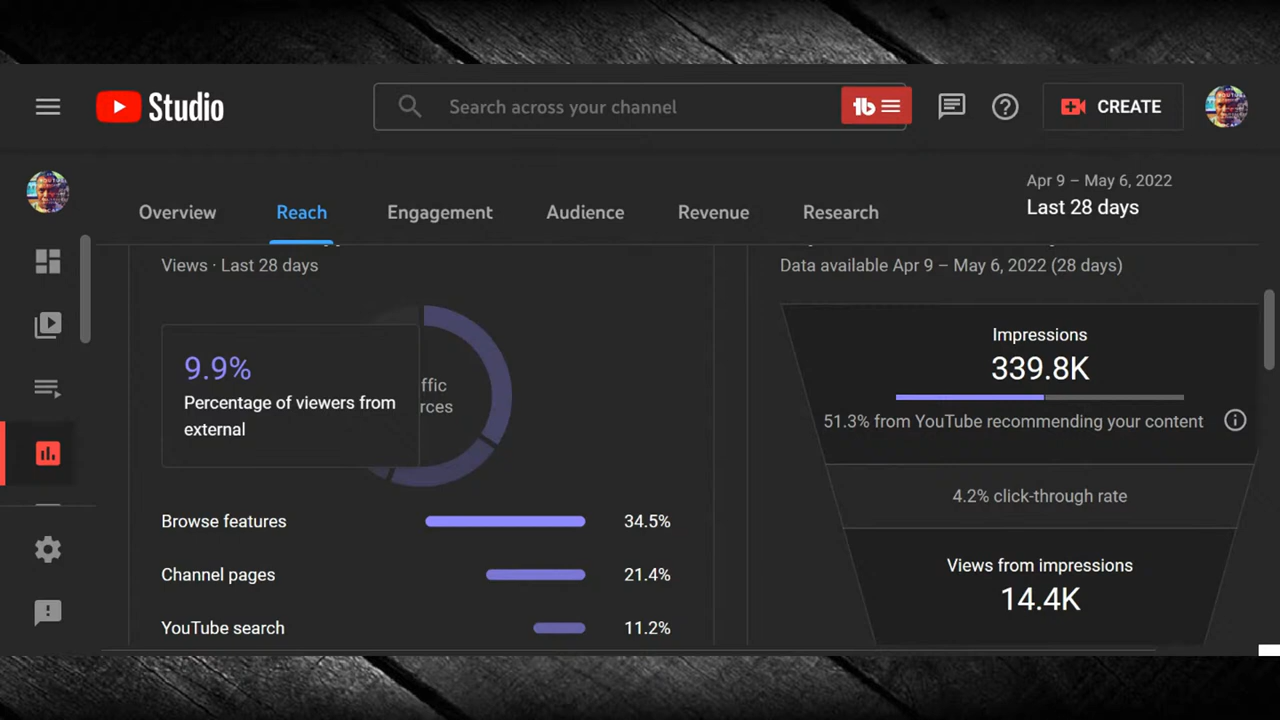 Studio
Search across your channel
CREATE
Apr 9 – May 6, 2022
Last 28 days
Overview
Reach
Engagement
Audience
Revenue
Research
Views · Last 28 days
9.9%
Percentage of viewers from
external
ffic
rces
Browse features 34.5%
Channel pages 21.4%
YouTube search 11.2%
Data available Apr 9 – May 6, 2022 (28 days)
Impressions
339.8K
51.3% from YouTube recommending your content
4.2% click-through rate
Views from impressions
14.4K